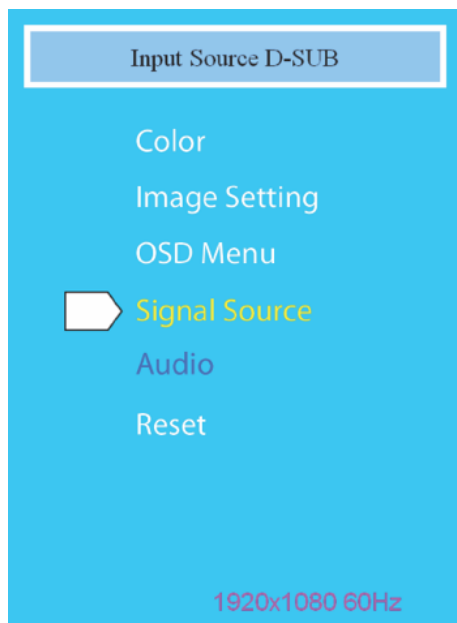 Input Source D-SUB
Color
Image Setting
OSD Menu
Signal Source
Audio
Reset
1920x1080 60Hz